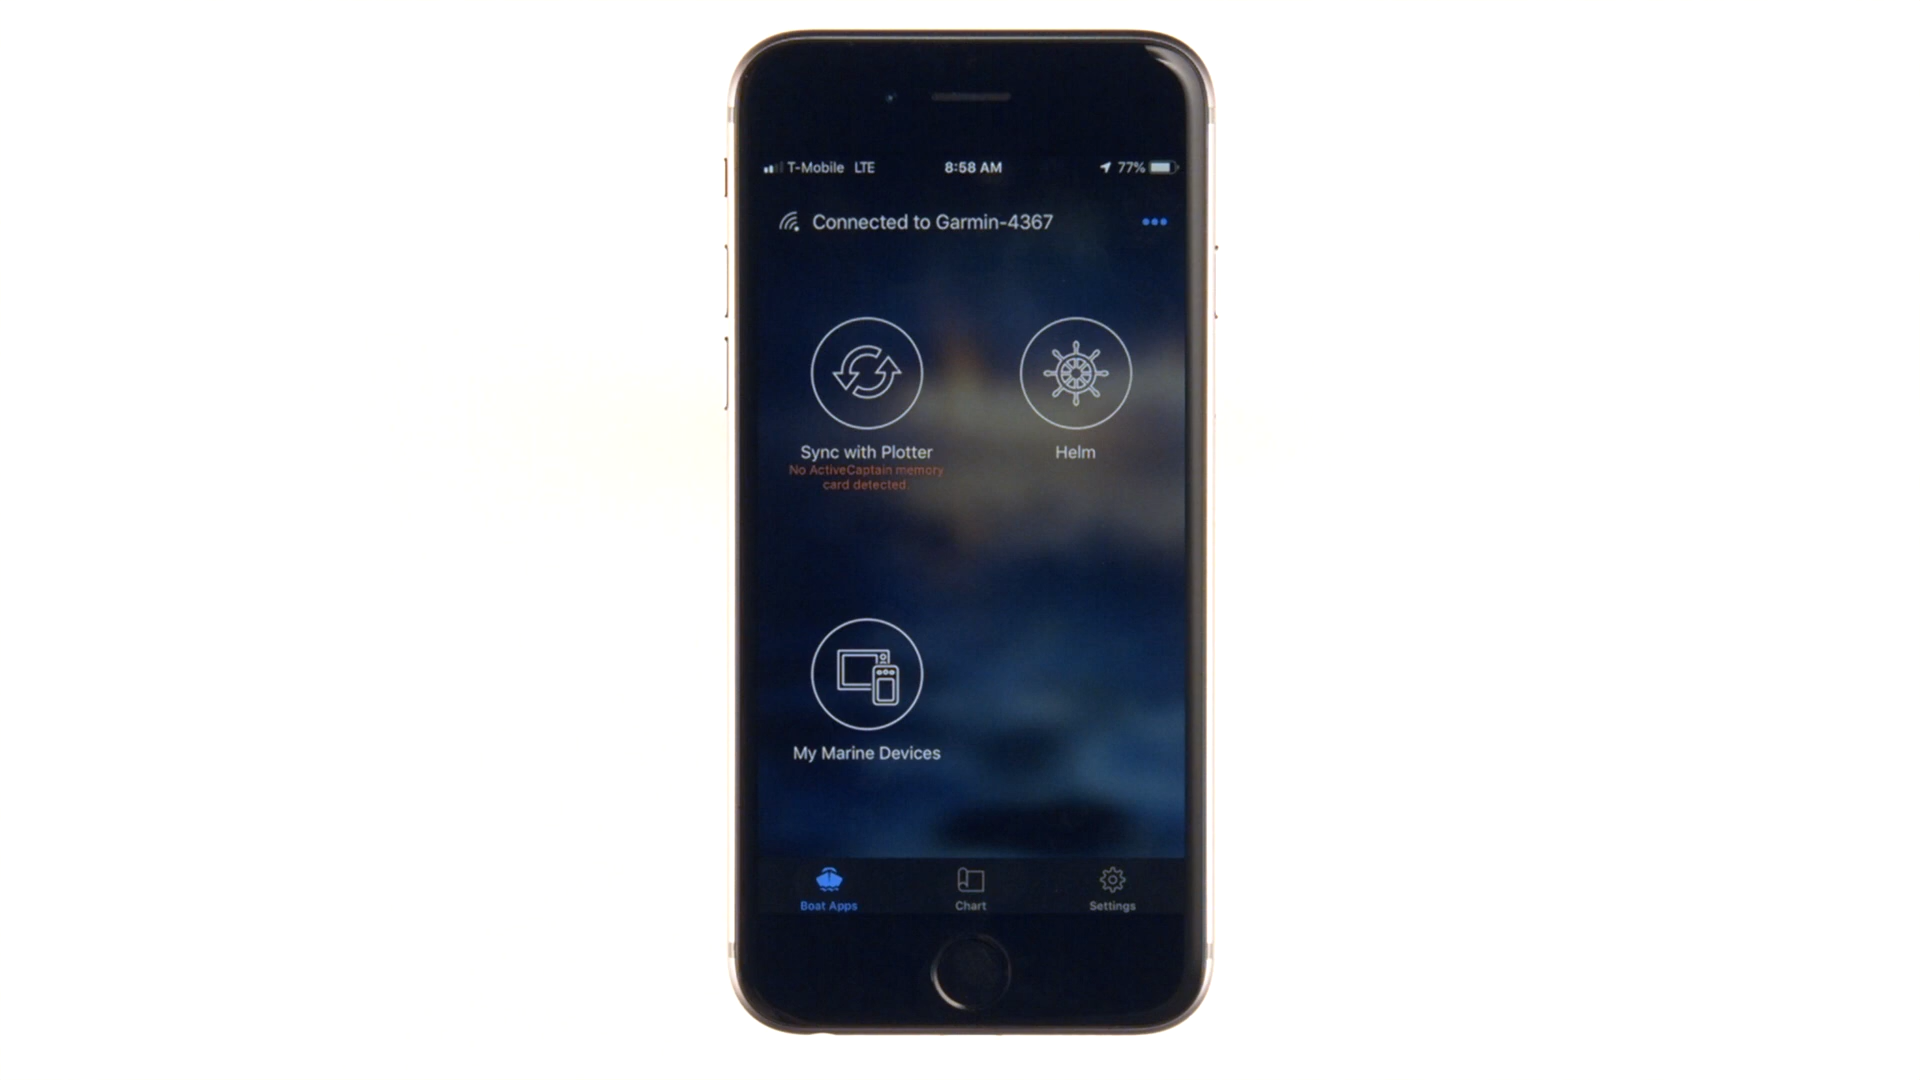 T-Mobile LTE 8:58 AM 77%
Connected to Garmin-4367
Sync with Plotter
No ActiveCaptain memory
card detected.
Helm
My Marine Devices
Boat Apps Chart Settings